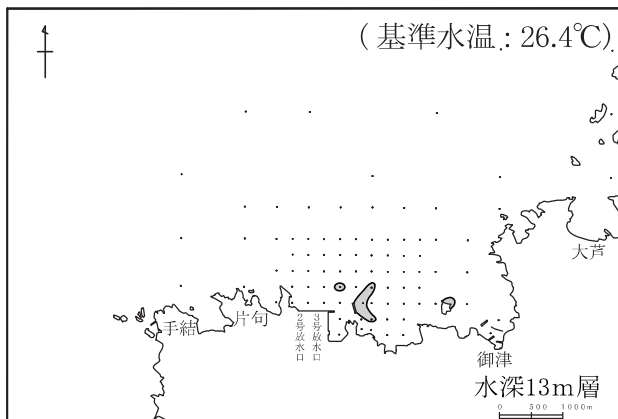 (基準水温:26.4℃)
大芦
手結
片句
2号放水口
3号放水口
御津
水深13m層
0 500 1000m